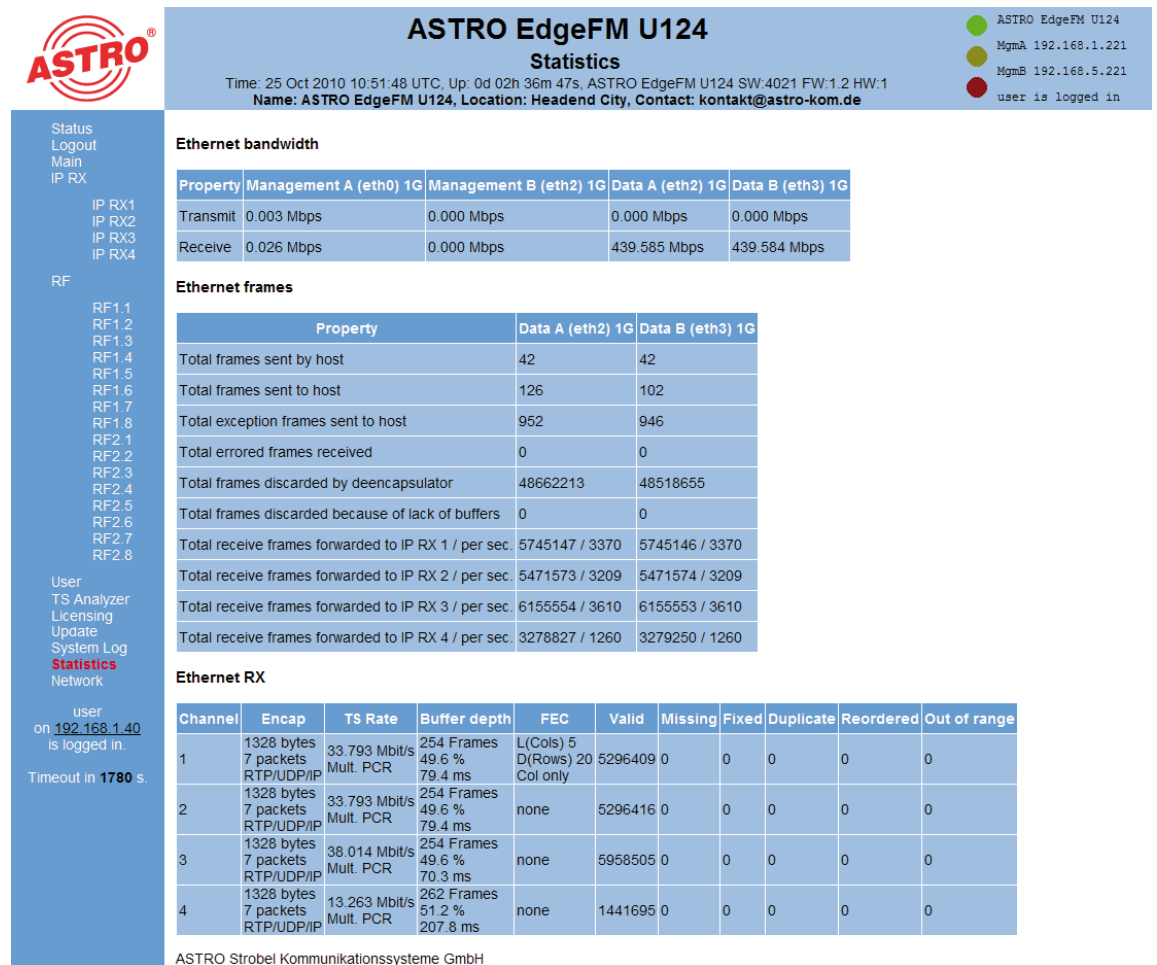 ASTRO®
ASTRO EdgeFM U124
Statistics
Time: 25 Oct 2010 10:51:48 UTC, Up: 0d 02h 36m 47s, ASTRO EdgeFM U124 SW:4021 FW:1.2 HW:1
Name: ASTRO EdgeFM U124, Location: Headend City, Contact: kontakt@astro-kom.de
ASTRO EdgeFM U124
MgmA 192.168.1.221
MgmB 192.168.5.221
user is logged in
Status
Logout
Main
IP RX
IP RX1
IP RX2
IP RX3
IP RX4
RF
RF1.1
RF1.2
RF1.3
RF1.4
RF1.5
RF1.6
RF1.7
RF1.8
RF2.1
RF2.2
RF2.3
RF2.4
RF2.5
RF2.6
RF2.7
RF2.8
User
TS Analyzer
Licensing
Update
System Log
Statistics
Network
user
on 192.168.1.40
is logged in.
Timeout in 1780 s.
Ethernet bandwidth
Property Management A (eth0) 1G Management B (eth2) 1G Data A (eth2) 1G Data B (eth3) 1G
Transmit 0.003 Mbps 0.000 Mbps 0.000 Mbps 0.000 Mbps
Receive 0.026 Mbps 0.000 Mbps 439.585 Mbps 439.584 Mbps
Ethernet frames
Property Data A (eth2) 1G Data B (eth3) 1G
Total frames sent by host 42 42
Total frames sent to host 126 102
Total exception frames sent to host 952 946
Total errored frames received 0 0
Total frames discarded by deencapsulator 48662213 48518655
Total frames discarded because of lack of buffers 0 0
Total receive frames forwarded to IP RX 1 / per sec. 5745147 / 3370 5745146 / 3370
Total receive frames forwarded to IP RX 2 / per sec. 5471573 / 3209 5471574 / 3209
Total receive frames forwarded to IP RX 3 / per sec. 6155554 / 3610 6155553 / 3610
Total receive frames forwarded to IP RX 4 / per sec. 3278827 / 1260 3279250 / 1260
Ethernet RX
Channel Encap TS Rate Buffer depth FEC Valid Missing Fixed Duplicate Reordered Out of range
1328 bytes 254 Frames L(Cols) 5
1 7 packets 33.793 Mbit/s 49.6 % D(Rows) 20 5296409 0 0 0 0 0
RTP/UDP/IP Mult. PCR 79.4 ms Col only
1328 bytes 254 Frames
2 7 packets 33.793 Mbit/s 49.6 % none 5296416 0 0 0 0 0
RTP/UDP/IP Mult. PCR 79.4 ms
1328 bytes 254 Frames
3 7 packets 38.014 Mbit/s 49.6 % none 5958505 0 0 0 0 0
RTP/UDP/IP Mult. PCR 70.3 ms
1328 bytes 262 Frames
4 7 packets 13.263 Mbit/s 51.2 % none 1441695 0 0 0 0 0
RTP/UDP/IP Mult. PCR 207.8 ms
ASTRO Strobel Kommunikationssysteme GmbH